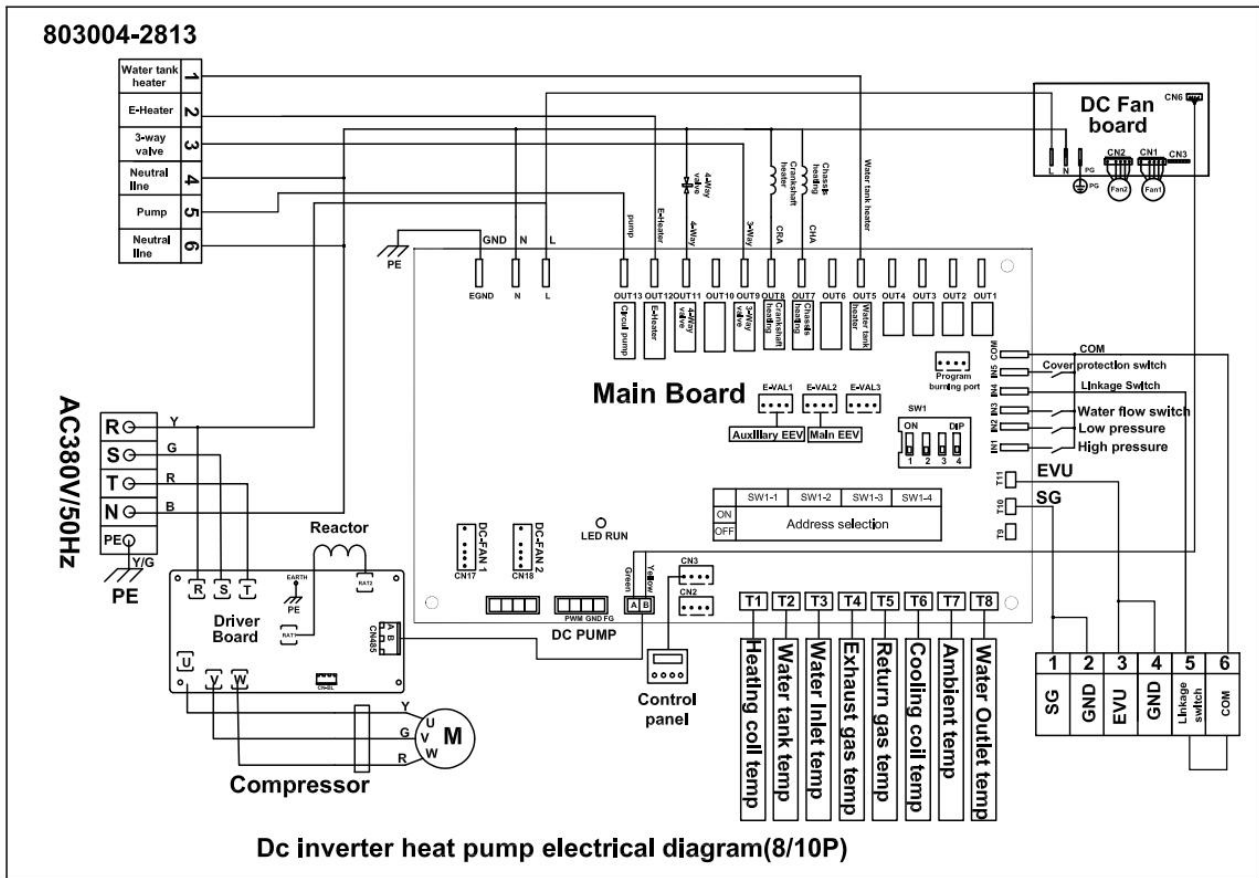 803004-2813
Water tank
heater
1
E-Heater
2
3-way
valve
3
Neutral
line
4
Pump
5
Neutral
line
6
DC Fan
board
CN6
CN2
CN1
CN3
L
N
PG
PG
Fan2
Fan1
PE
GND
N
L
pump
E-Heater
4-Way
valve
4-Way
3-Way
Crankshaft
heater
CRA
Chassis
heating
CHA
Water tank heater
EGND
N
L
OUT13
OUT12
OUT11
OUT10
OUT9
OUT8
OUT7
OUT6
OUT5
OUT4
OUT3
OUT2
OUT1
Circul pump
E-Heater
4-Way
valve
3-Way
valve
Crankshaft
heating
Chassis
heating
Water tank
heater
Main Board
E-VAL1
E-VAL2
E-VAL3
Auxiliary EEV
Main EEV
Program
burning port
SW1
ON
DIP
1
2
3
4
COM
IN5
IN4
IN3
IN2
IN1
COM
Cover protection switch
Linkage Switch
Water flow switch
Low pressure
High pressure
T11
EVU
T10
SG
T9
SW1-1
SW1-2
SW1-3
SW1-4
ON
OFF
Address selection
AC380V/50Hz
R
Y
S
G
T
R
N
B
PE
Y/G
PE
Reactor
R
S
T
EARTH
PE
RAT2
RAT1
Driver
Board
CN485
A
B
U
V
W
CN-BL
Y
G
R
U
V
W
M
Compressor
DC-FAN 1
CN17
DC-FAN 2
CN18
LED RUN
PWM GND FG
DC PUMP
Green
Yellow
A
B
CN3
CN2
Control
panel
T1
T2
T3
T4
T5
T6
T7
T8
Heating coil temp
Water tank temp
Water Inlet temp
Exhaust gas temp
Return gas temp
Cooling coil temp
Ambient temp
Water Outlet temp
1
2
3
4
5
6
SG
GND
EVU
GND
Linkage
switch
COM
Dc inverter heat pump electrical diagram(8/10P)